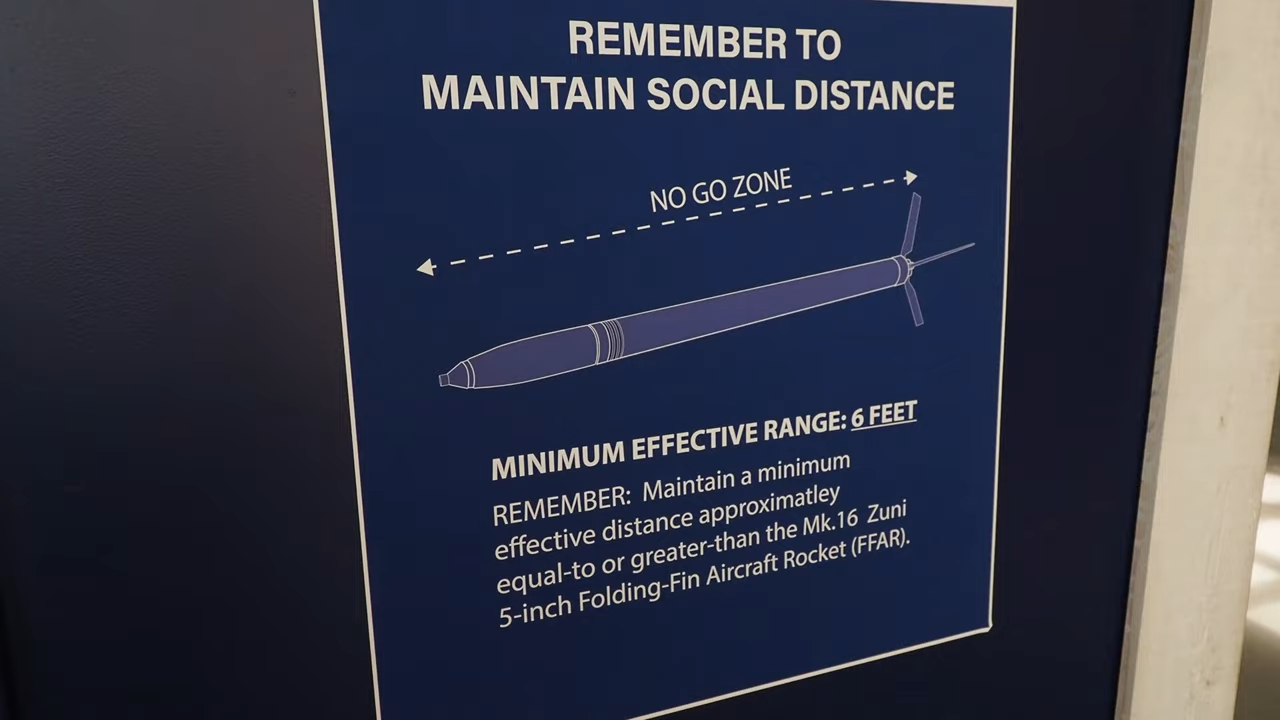 REMEMBER TO
MAINTAIN SOCIAL DISTANCE
NO GO ZONE
MINIMUM EFFECTIVE RANGE: 6 FEET
REMEMBER: Maintain a minimum
effective distance approximatley
equal-to or greater-than the Mk.16 Zuni
5-inch Folding-Fin Aircraft Rocket (FFAR).